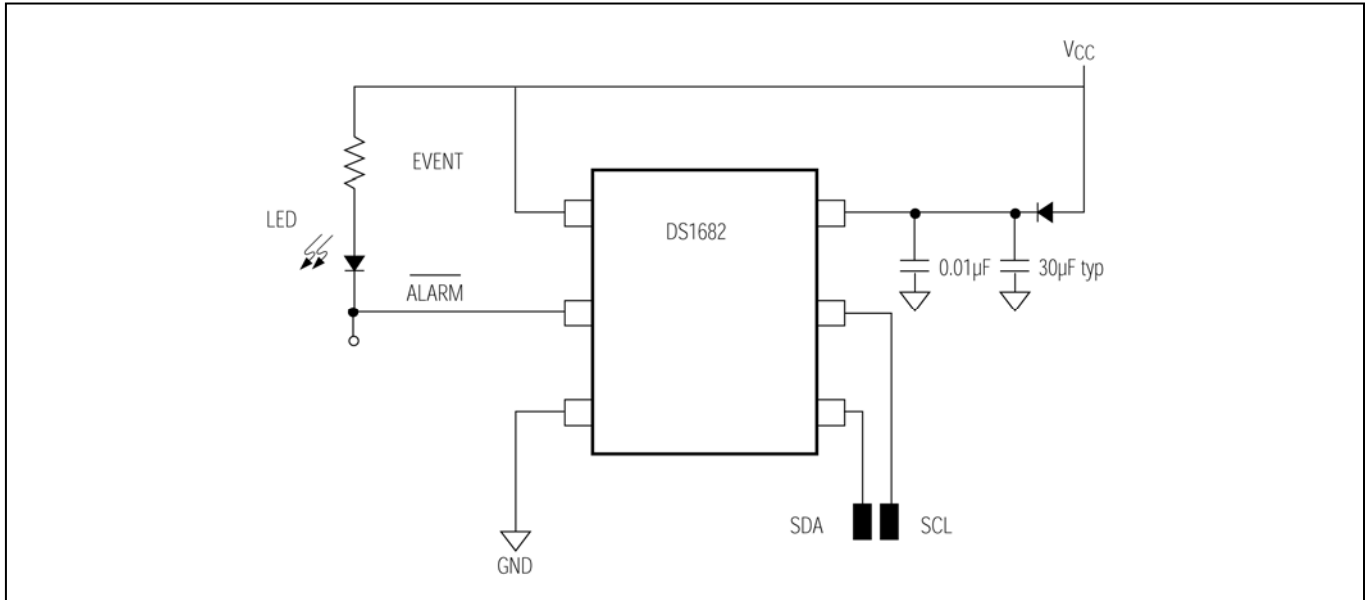 VCC
EVENT
DS1682
LED
0.01µF
30µF typ
ALARM
SDA
SCL
GND